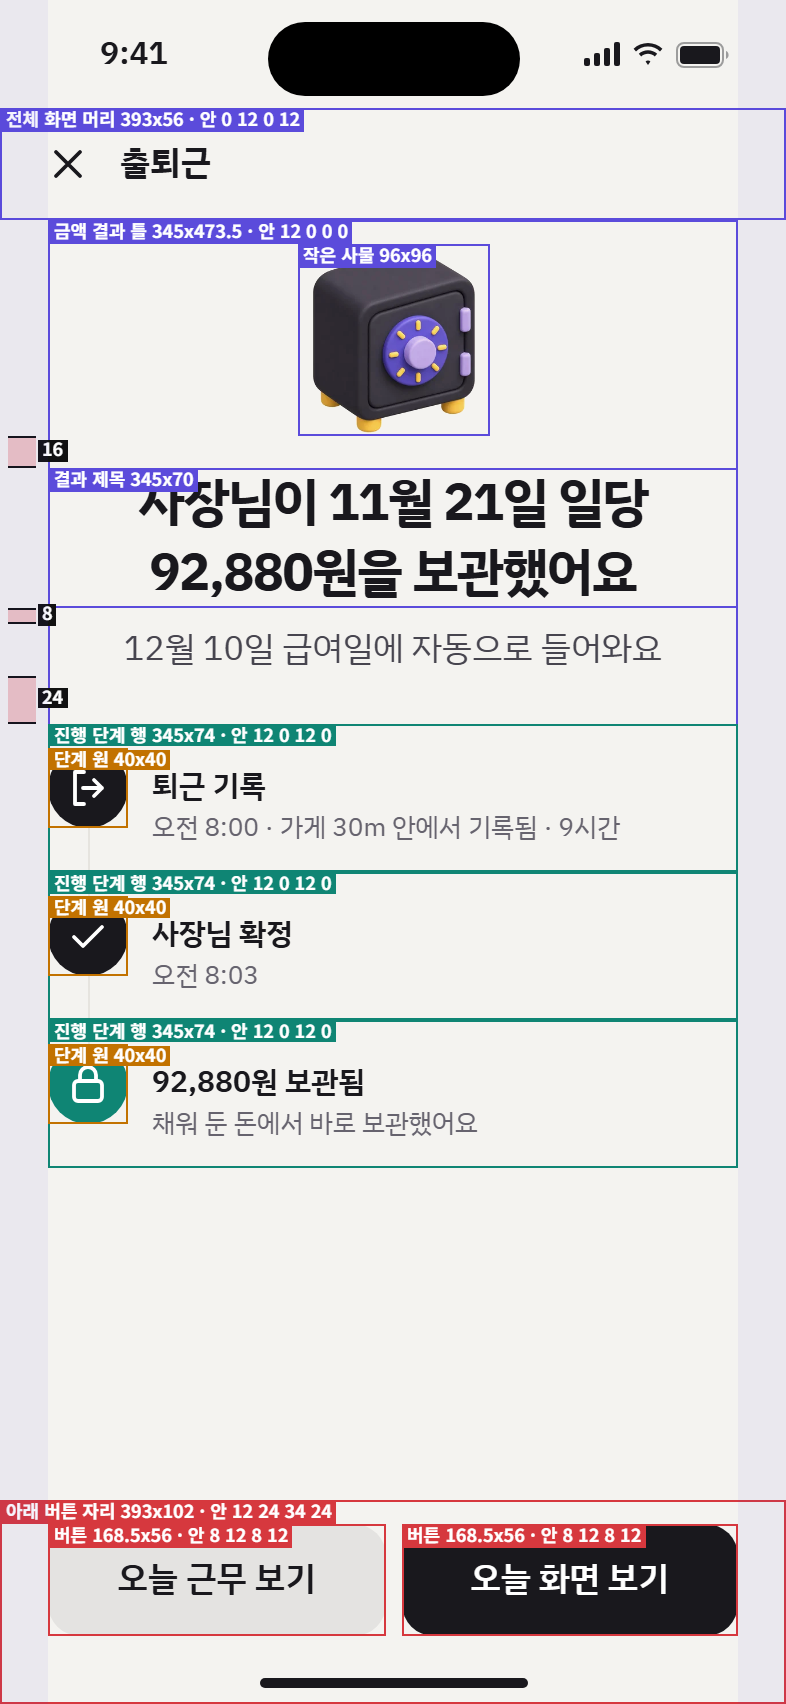 9:41
전체 화면 머리 393x56 · 안 0 12 0 12
출퇴근
금액 결과 틀 345x473.5 · 안 12 0 0 0
작은 사물 96x96
16
결과 제목 345x70
사장님이 11월 21일 일당
92,880원을 보관했어요
8
12월 10일 급여일에 자동으로 들어와요
24
진행 단계 행 345x74 · 안 12 0 12 0
단계 원 40x40
퇴근 기록
오전 8:00 · 가게 30m 안에서 기록됨 · 9시간
진행 단계 행 345x74 · 안 12 0 12 0
단계 원 40x40
사장님 확정
오전 8:03
진행 단계 행 345x74 · 안 12 0 12 0
단계 원 40x40
92,880원 보관됨
채워 둔 돈에서 바로 보관했어요
아래 버튼 자리 393x102 · 안 12 24 34 24
버튼 168.5x56 · 안 8 12 8 12
오늘 근무 보기
버튼 168.5x56 · 안 8 12 8 12
오늘 화면 보기